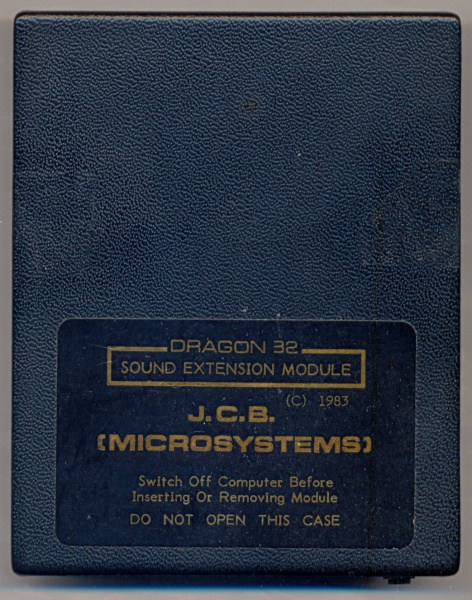 DRAGON 32
SOUND EXTENSION MODULE
(C) 1983
J.C.B.
(MICROSYSTEMS)
Switch Off Computer Before
Inserting Or Removing Module
DO NOT OPEN THIS CASE